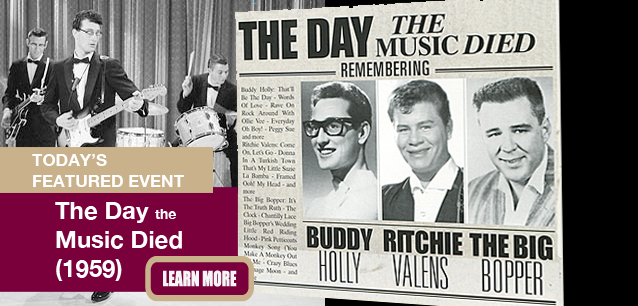 TODAY'S
FEATURED EVENT
The Day the
Music Died
(1959)
LEARN MORE
THE DAY THE
MUSIC DIED
REMEMBERING
Buddy Holly: That'll
Be The Day - Words
Of Love - Rave On
Rock Around With
Ollie Vee - Everyday
Oh Boy! - Peggy Sue
and more
Ritchie Valens: Come
On, Let's Go - Donna
In A Turkish Town
That's My Little Suzie
La Bamba - Framed
Ooh! My Head - and
more
The Big Bopper: It's
The Truth Ruth - The
Clock - Chantilly Lace
Big Bopper's Wedding
Little Red Riding
Hood - Pink Petticoats
Monkey Song (You
Make A Monkey Out
Me - Crazy Blues
Moon - and
BUDDY
HOLLY
RITCHIE
VALENS
THE BIG
BOPPER